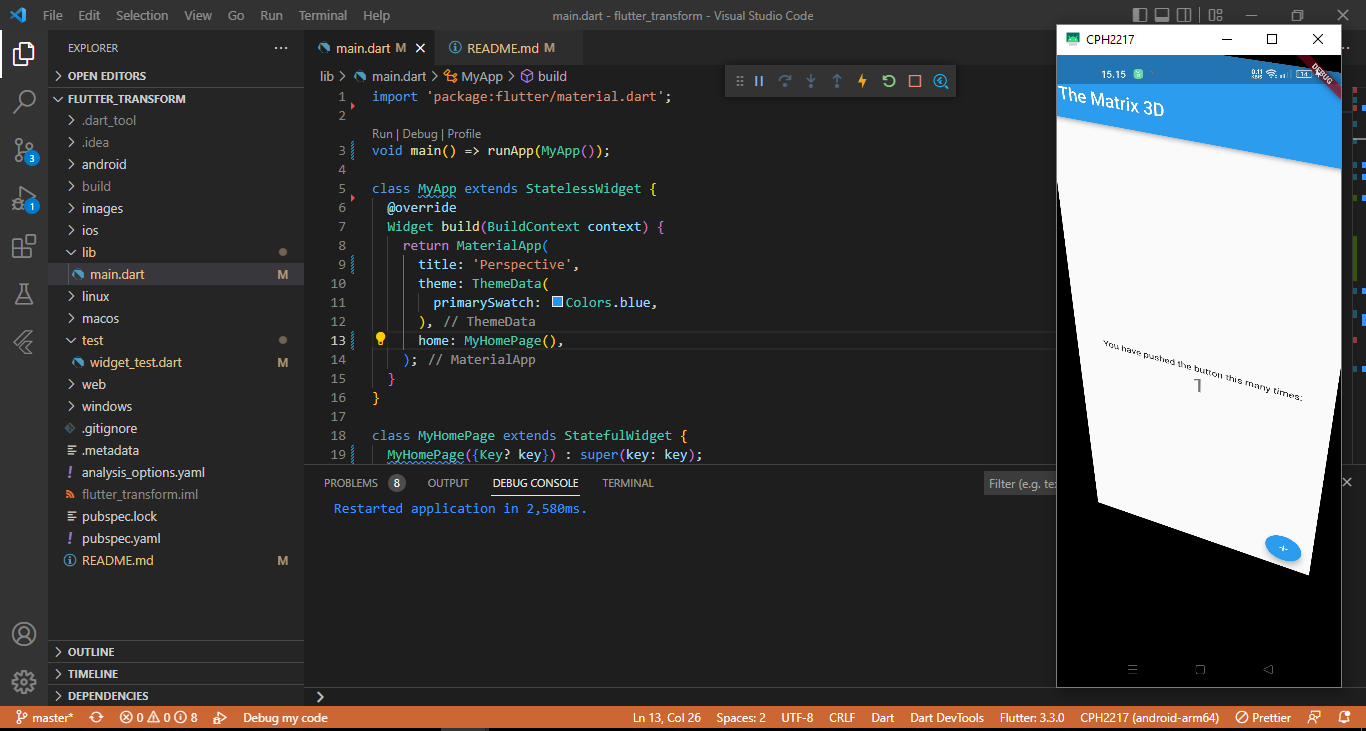 File Edit Selection View Go Run Terminal Help
main.dart - flutter_transform - Visual Studio Code
EXPLORER
OPEN EDITORS
FLUTTER_TRANSFORM
.dart_tool
.idea
android
build
images
ios
lib
main.dart M
linux
macos
test
widget_test.dart M
web
windows
.gitignore
.metadata
analysis_options.yaml
flutter_transform.iml
pubspec.lock
pubspec.yaml
README.md M
OUTLINE
TIMELINE
DEPENDENCIES
3
1
main.dart M
README.md M
lib > main.dart > MyApp > build
1 import 'package:flutter/material.dart';
2
Run | Debug | Profile
3 void main() => runApp(MyApp());
4
5 class MyApp extends StatelessWidget {
6 @override
7 Widget build(BuildContext context) {
8 return MaterialApp(
9 title: 'Perspective',
10 theme: ThemeData(
11 primarySwatch: Colors.blue,
12 ), // ThemeData
13 home: MyHomePage(),
14 ); // MaterialApp
15 }
16 }
17
18 class MyHomePage extends StatefulWidget {
19 MyHomePage({Key? key}) : super(key: key);
PROBLEMS 8 OUTPUT DEBUG CONSOLE TERMINAL
Filter (e.g. te
Restarted application in 2,580ms.
CPH2217
15.15
DEBUG
The Matrix 3D
You have pushed the button this many times:
1
+
master* 0 0 8 Debug my code
Ln 13, Col 26 Spaces: 2 UTF-8 CRLF Dart Dart DevTools Flutter: 3.3.0 CPH2217 (android-arm64) Prettier